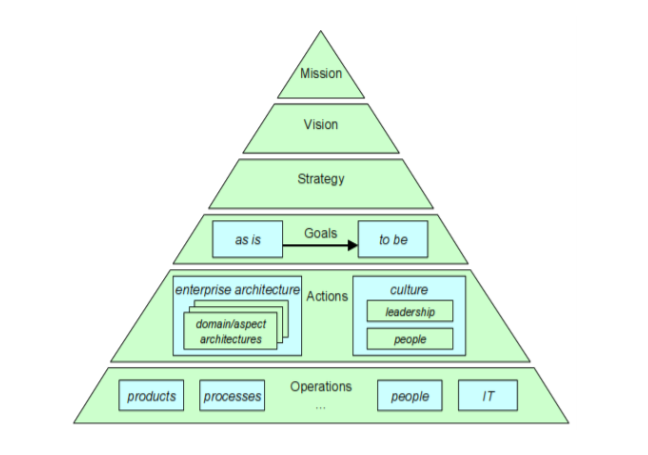 Mission
Vision
Strategy
as is
Goals
to be
enterprise architecture
domain/aspect
architectures
Actions
culture
leadership
people
products
processes
Operations
...
people
IT